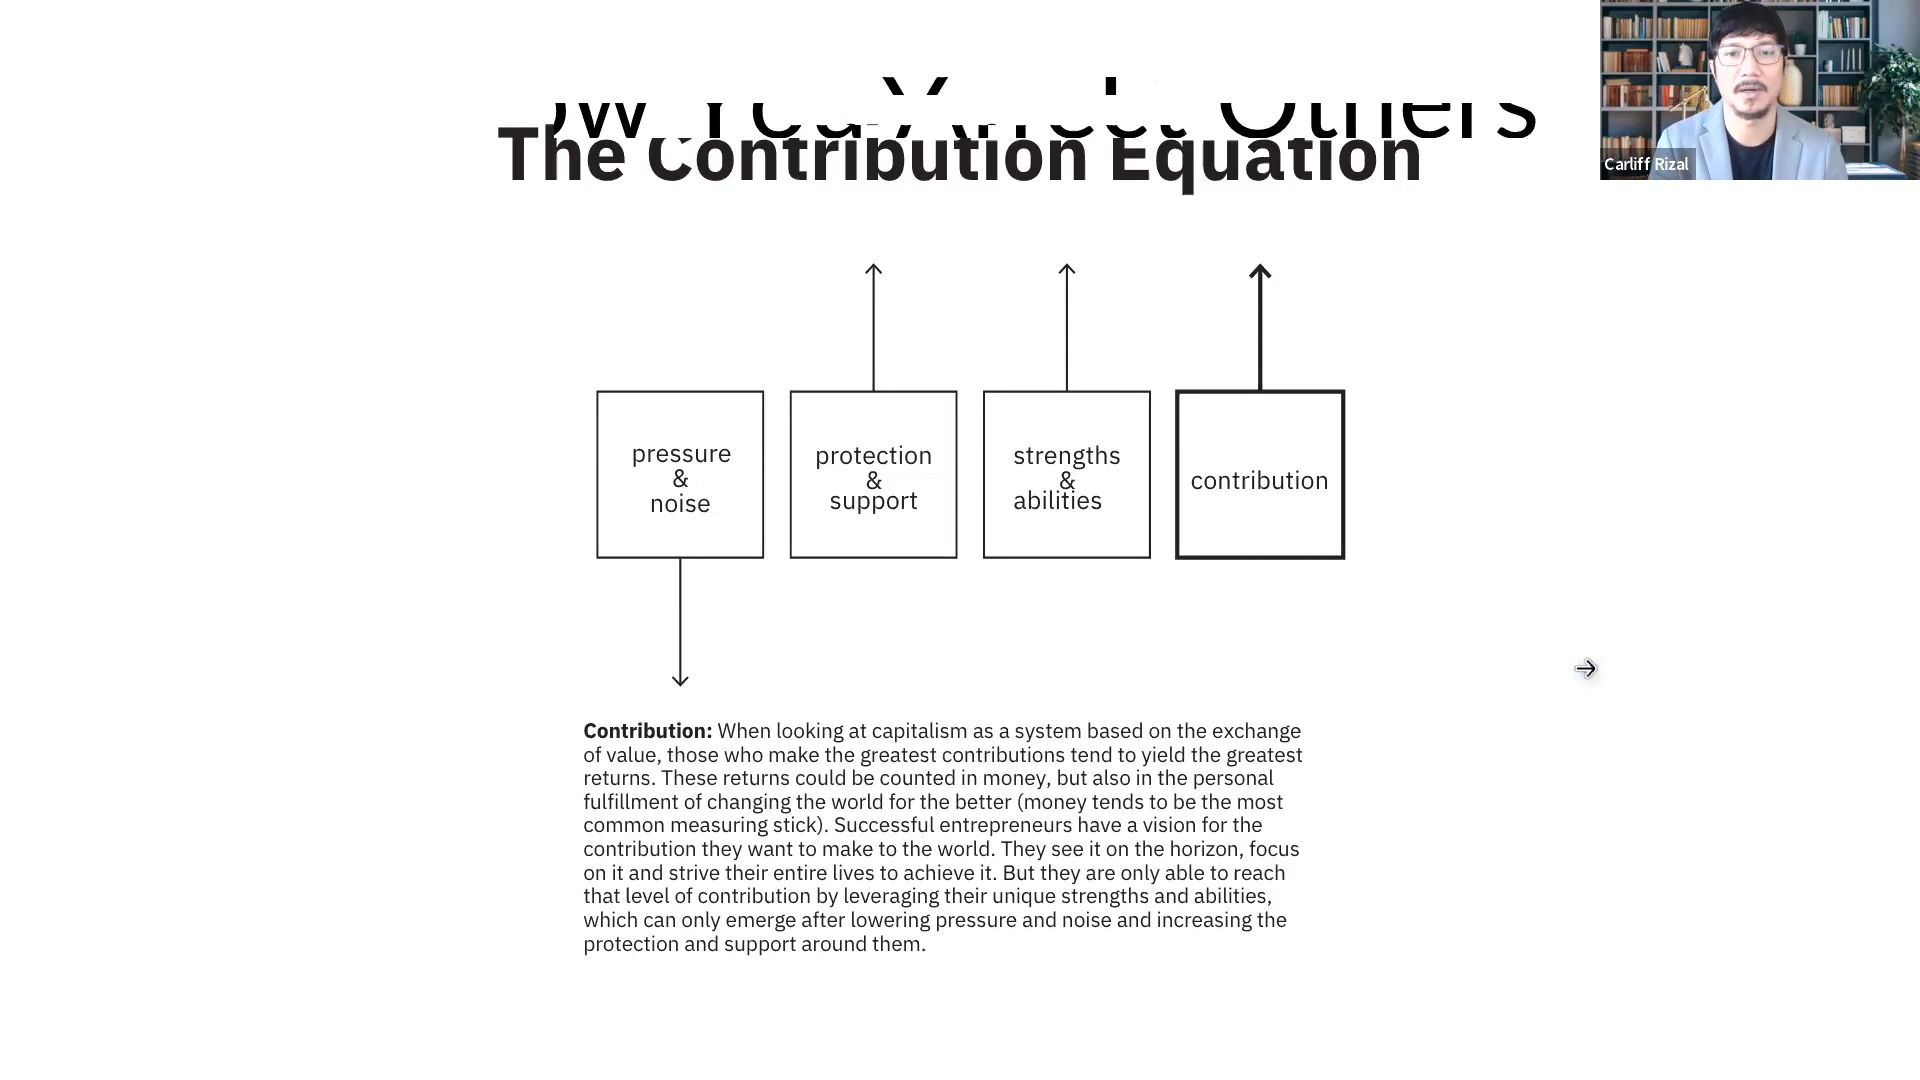 Others
The Contribution Equation
Carliff Rizal
pressure
&
noise
protection
&
support
strengths
&
abilities
contribution
Contribution: When looking at capitalism as a system based on the exchange
of value, those who make the greatest contributions tend to yield the greatest
returns. These returns could be counted in money, but also in the personal
fulfillment of changing the world for the better (money tends to be the most
common measuring stick). Successful entrepreneurs have a vision for the
contribution they want to make to the world. They see it on the horizon, focus
on it and strive their entire lives to achieve it. But they are only able to reach
that level of contribution by leveraging their unique strengths and abilities,
which can only emerge after lowering pressure and noise and increasing the
protection and support around them.